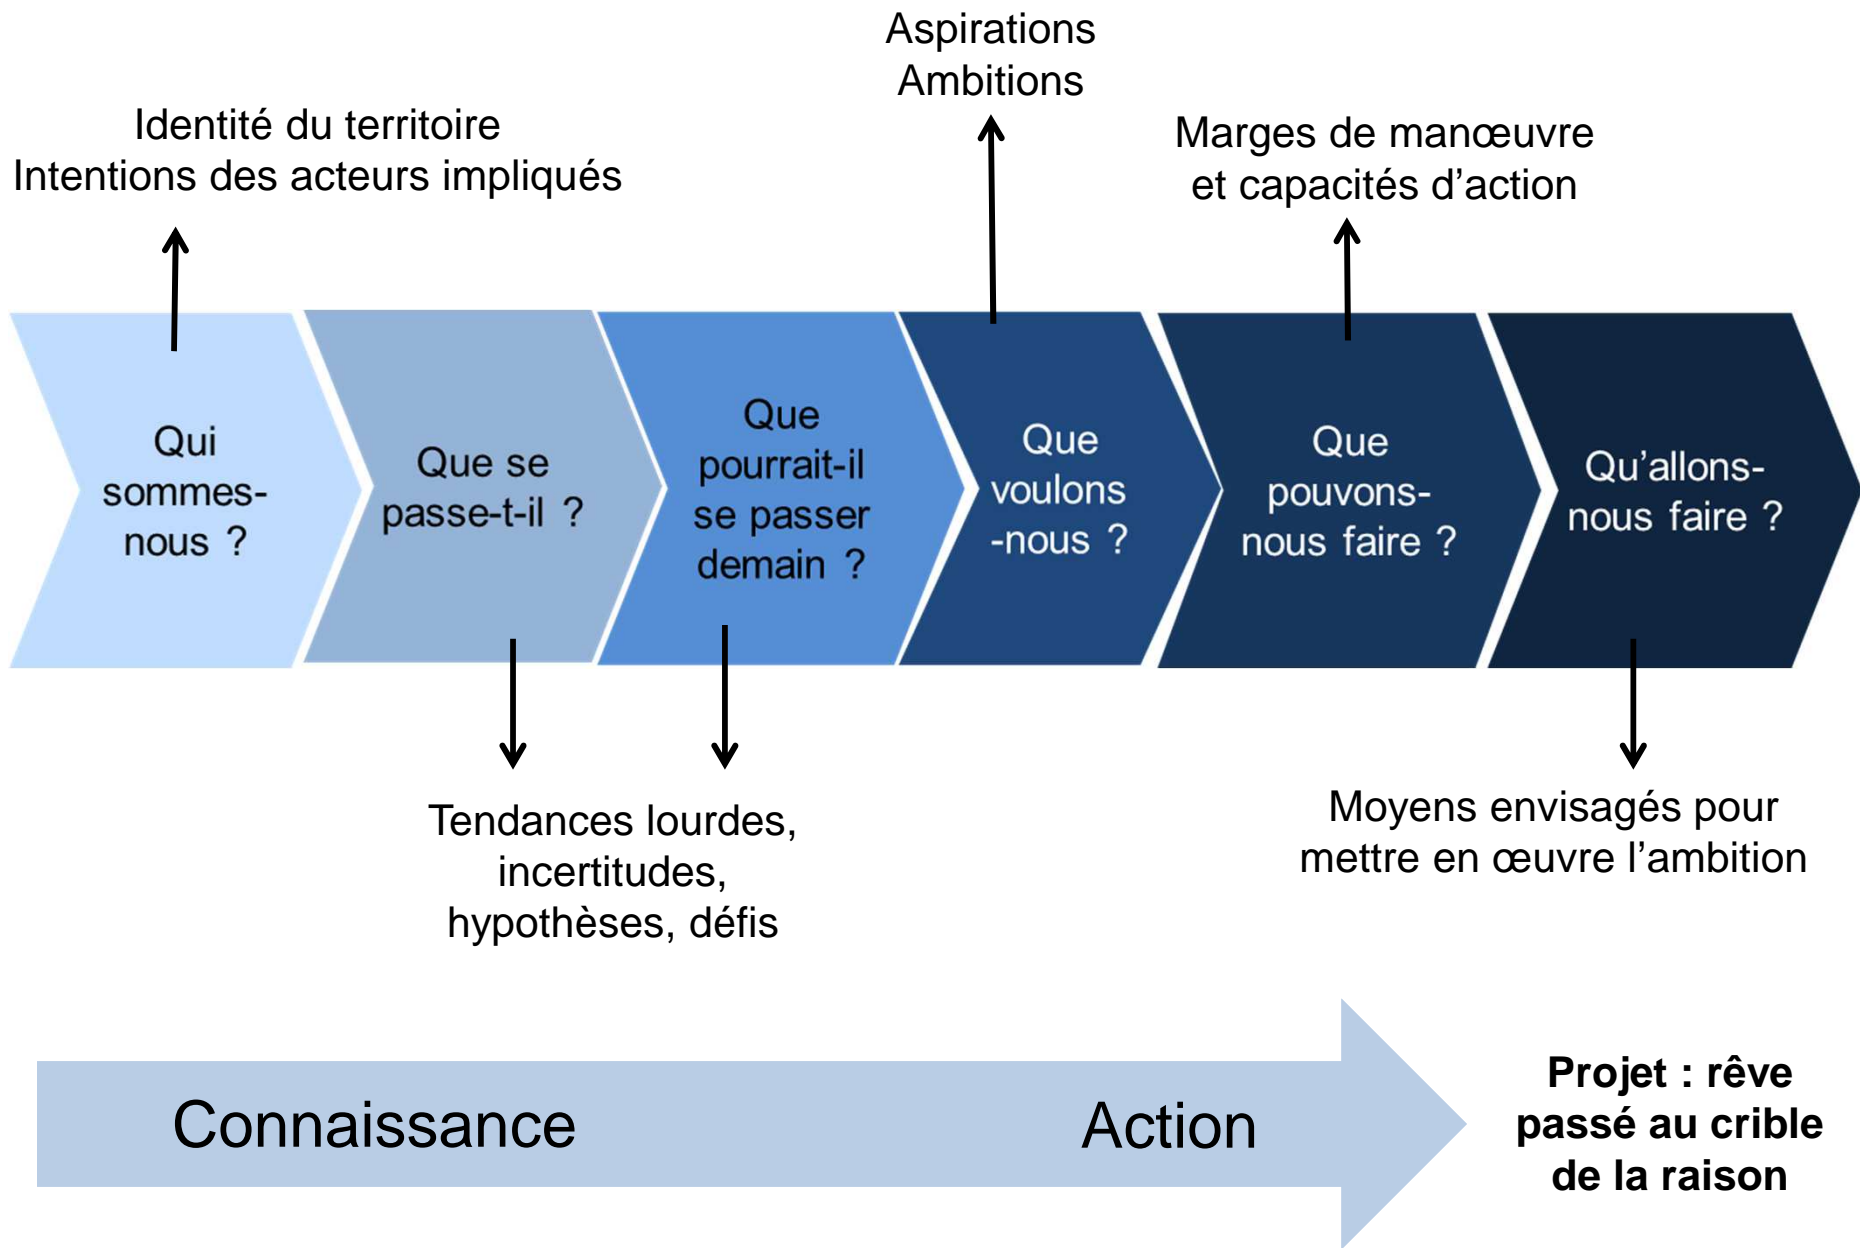 Aspirations
Ambitions
Identité du territoire
Intentions des acteurs impliqués
Marges de manœuvre
et capacités d’action
Qui
sommes-
nous ?
Que se
passe-t-il ?
Que
pourrait-il
se passer
demain ?
Que
voulons
-nous ?
Que
pouvons-
nous faire ?
Qu’allons-
nous faire ?
Tendances lourdes,
incertitudes,
hypothèses, défis
Moyens envisagés pour
mettre en œuvre l’ambition
Connaissance
Action
Projet : rêve
passé au crible
de la raison